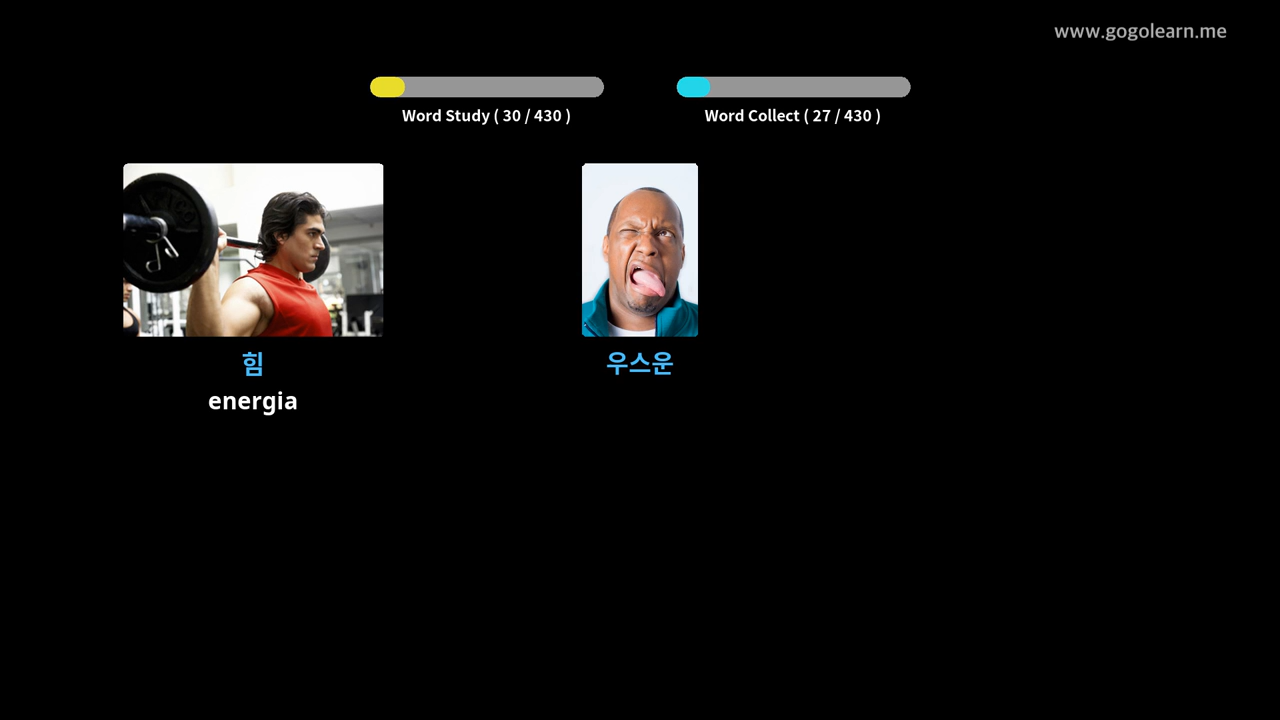 www.gogolearn.me
Word Study ( 30 / 430 )
Word Collect ( 27 / 430 )
힘
energia
우스운